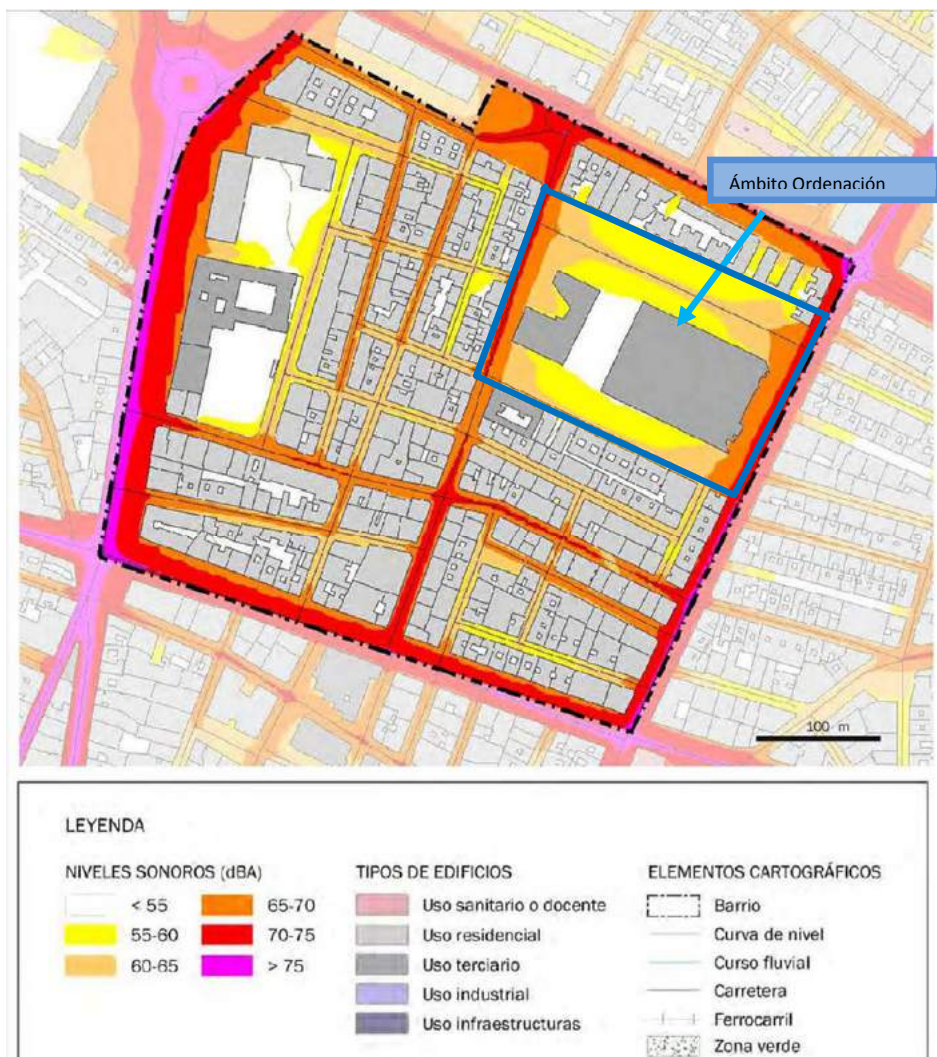 Ámbito Ordenación
100 m
LEYENDA
NIVELES SONOROS (dBA)
< 55
65-70
55-60
70-75
60-65
> 75
TIPOS DE EDIFICIOS
Uso sanitario o docente
Uso residencial
Uso terciario
Uso industrial
Uso infraestructuras
ELEMENTOS CARTOGRÁFICOS
Barrio
Curva de nivel
Curso fluvial
Carretera
Ferrocarril
Zona verde